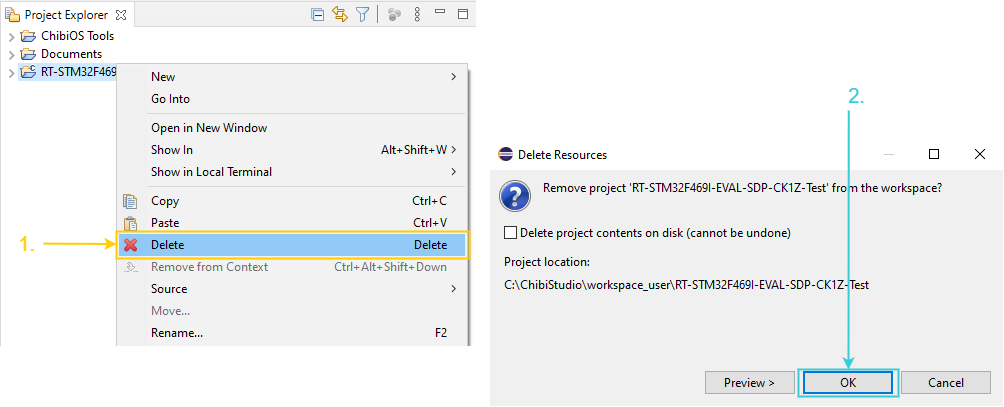 Project Explorer
ChibiOS Tools
Documents
RT-STM32F469
New
Go Into
Open in New Window
Show In Alt+Shift+W
Show in Local Terminal
Copy Ctrl+C
Paste Ctrl+V
1. Delete Delete
Remove from Context Ctrl+Alt+Shift+Down
Source
Move...
Rename... F2
2.
Delete Resources
Remove project 'RT-STM32F469I-EVAL-SDP-CK1Z-Test' from the workspace?
Delete project contents on disk (cannot be undone)
Project location:
C:\ChibiStudio\workspace_user\RT-STM32F469I-EVAL-SDP-CK1Z-Test
Preview > OK Cancel